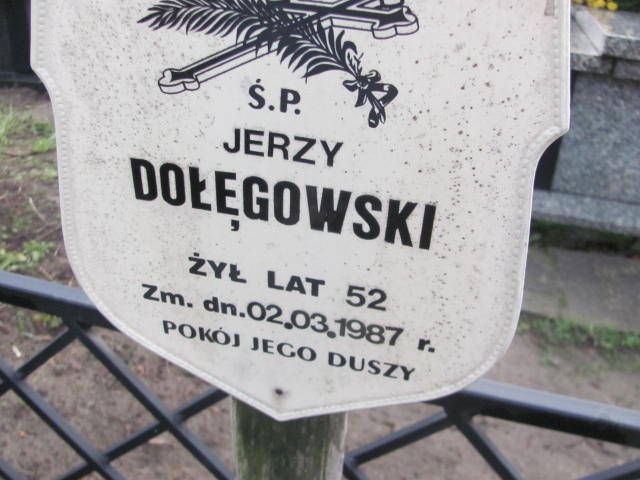 Ś.P.
JERZY
DOŁĘGOWSKI
ŻYŁ LAT 52
Zm. dn. 02.03.1987 r.
POKÓJ JEGO DUSZY